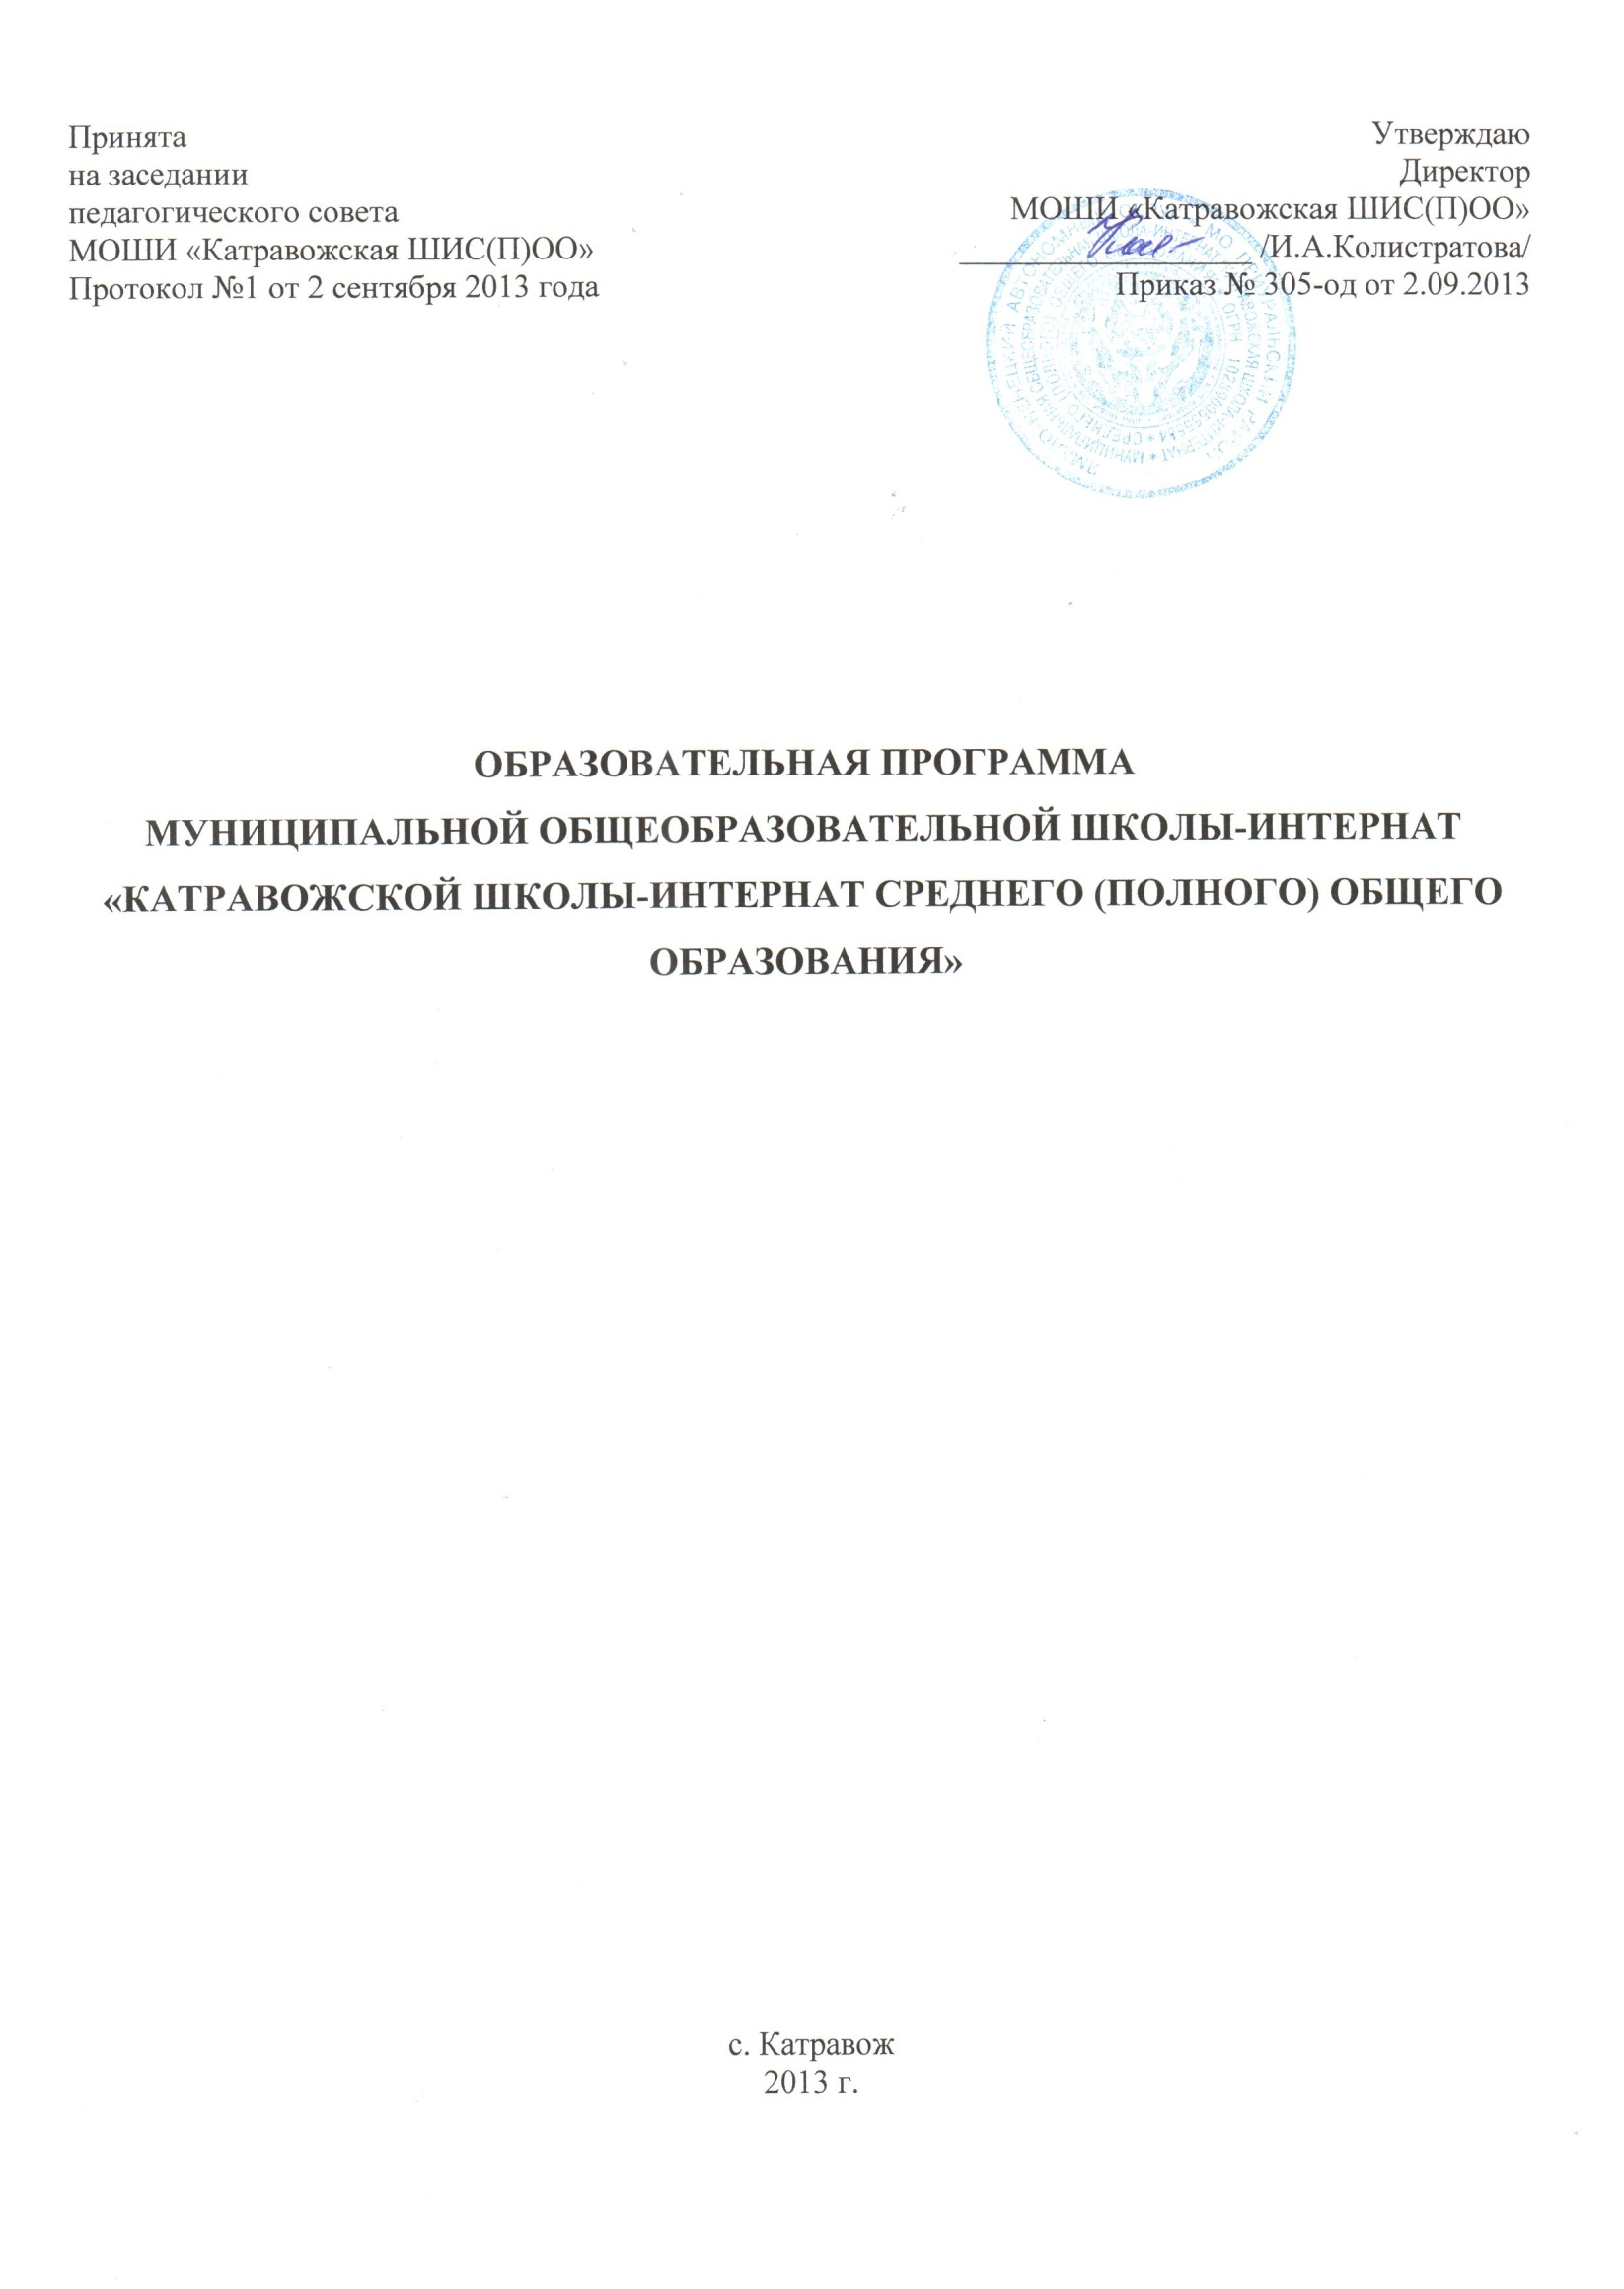 Принята
на заседании
педагогического совета
МОШИ «Катравожская ШИС(П)ОО»
Протокол №1 от 2 сентября 2013 года
Утверждаю
Директор
МОШИ «Катравожская ШИС(П)ОО»
/И.А.Колистратова/
Приказ № 305-од от 2.09.2013
ОБРАЗОВАТЕЛЬНАЯ ПРОГРАММА
МУНИЦИПАЛЬНОЙ ОБЩЕОБРАЗОВАТЕЛЬНОЙ ШКОЛЫ-ИНТЕРНАТ
«КАТРАВОЖСКОЙ ШКОЛЫ-ИНТЕРНАТ СРЕДНЕГО (ПОЛНОГО) ОБЩЕГО
ОБРАЗОВАНИЯ»
с. Катравож
2013 г.